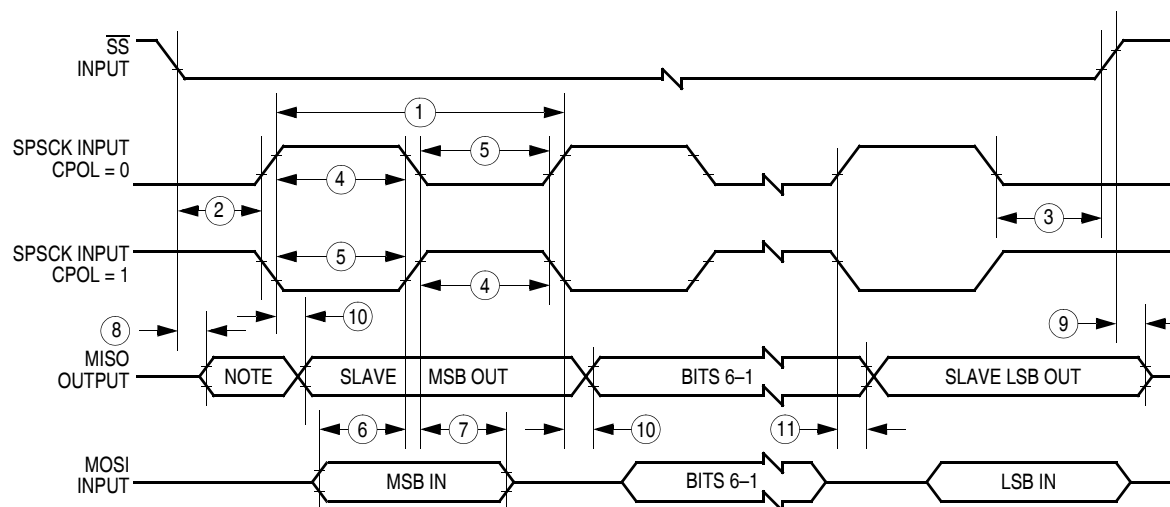 SS
INPUT
1
SPSCK INPUT
CPOL = 0
5
4
2
3
SPSCK INPUT
CPOL = 1
5
4
8
10
9
MISO
OUTPUT
NOTE
SLAVE MSB OUT
BITS 6–1
SLAVE LSB OUT
6
7
10
11
MOSI
INPUT
MSB IN
BITS 6–1
LSB IN